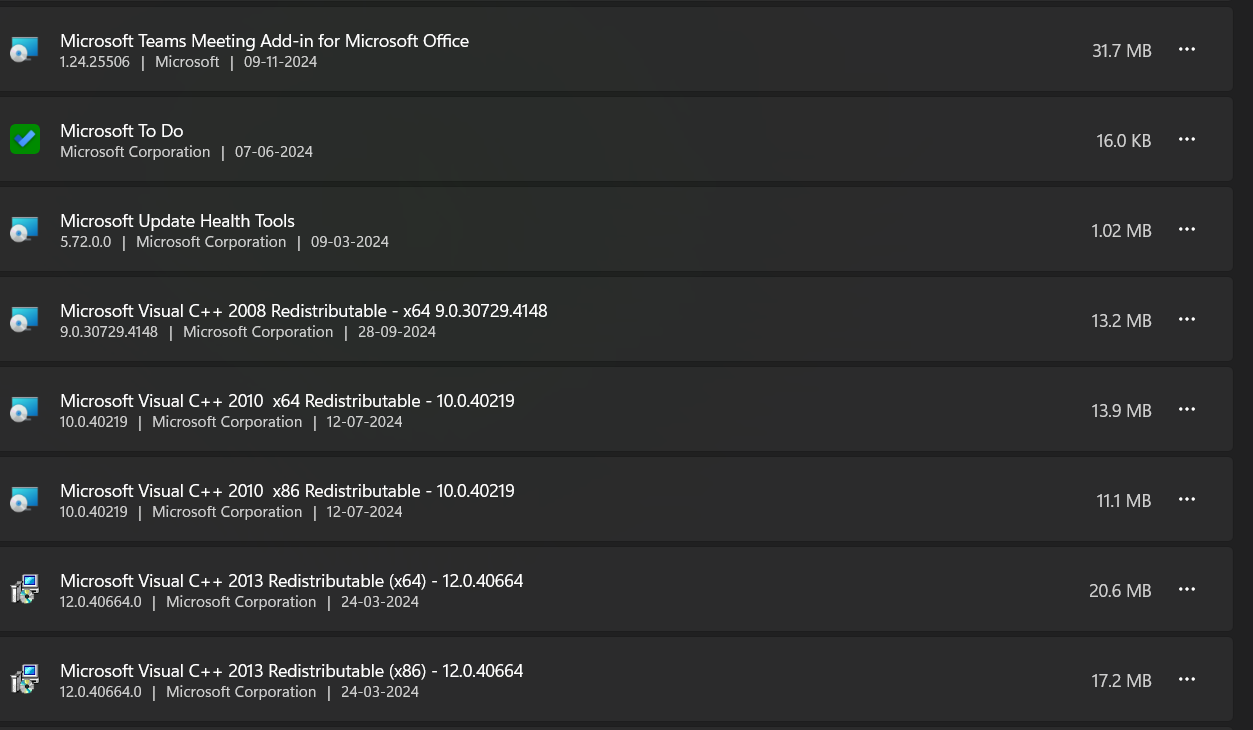 Microsoft Teams Meeting Add-in for Microsoft Office
1.24.25506 | Microsoft | 09-11-2024
31.7 MB
Microsoft To Do
Microsoft Corporation | 07-06-2024
16.0 KB
Microsoft Update Health Tools
5.72.0.0 | Microsoft Corporation | 09-03-2024
1.02 MB
Microsoft Visual C++ 2008 Redistributable - x64 9.0.30729.4148
9.0.30729.4148 | Microsoft Corporation | 28-09-2024
13.2 MB
Microsoft Visual C++ 2010  x64 Redistributable - 10.0.40219
10.0.40219 | Microsoft Corporation | 12-07-2024
13.9 MB
Microsoft Visual C++ 2010  x86 Redistributable - 10.0.40219
10.0.40219 | Microsoft Corporation | 12-07-2024
11.1 MB
Microsoft Visual C++ 2013 Redistributable (x64) - 12.0.40664
12.0.40664.0 | Microsoft Corporation | 24-03-2024
20.6 MB
Microsoft Visual C++ 2013 Redistributable (x86) - 12.0.40664
12.0.40664.0 | Microsoft Corporation | 24-03-2024
17.2 MB